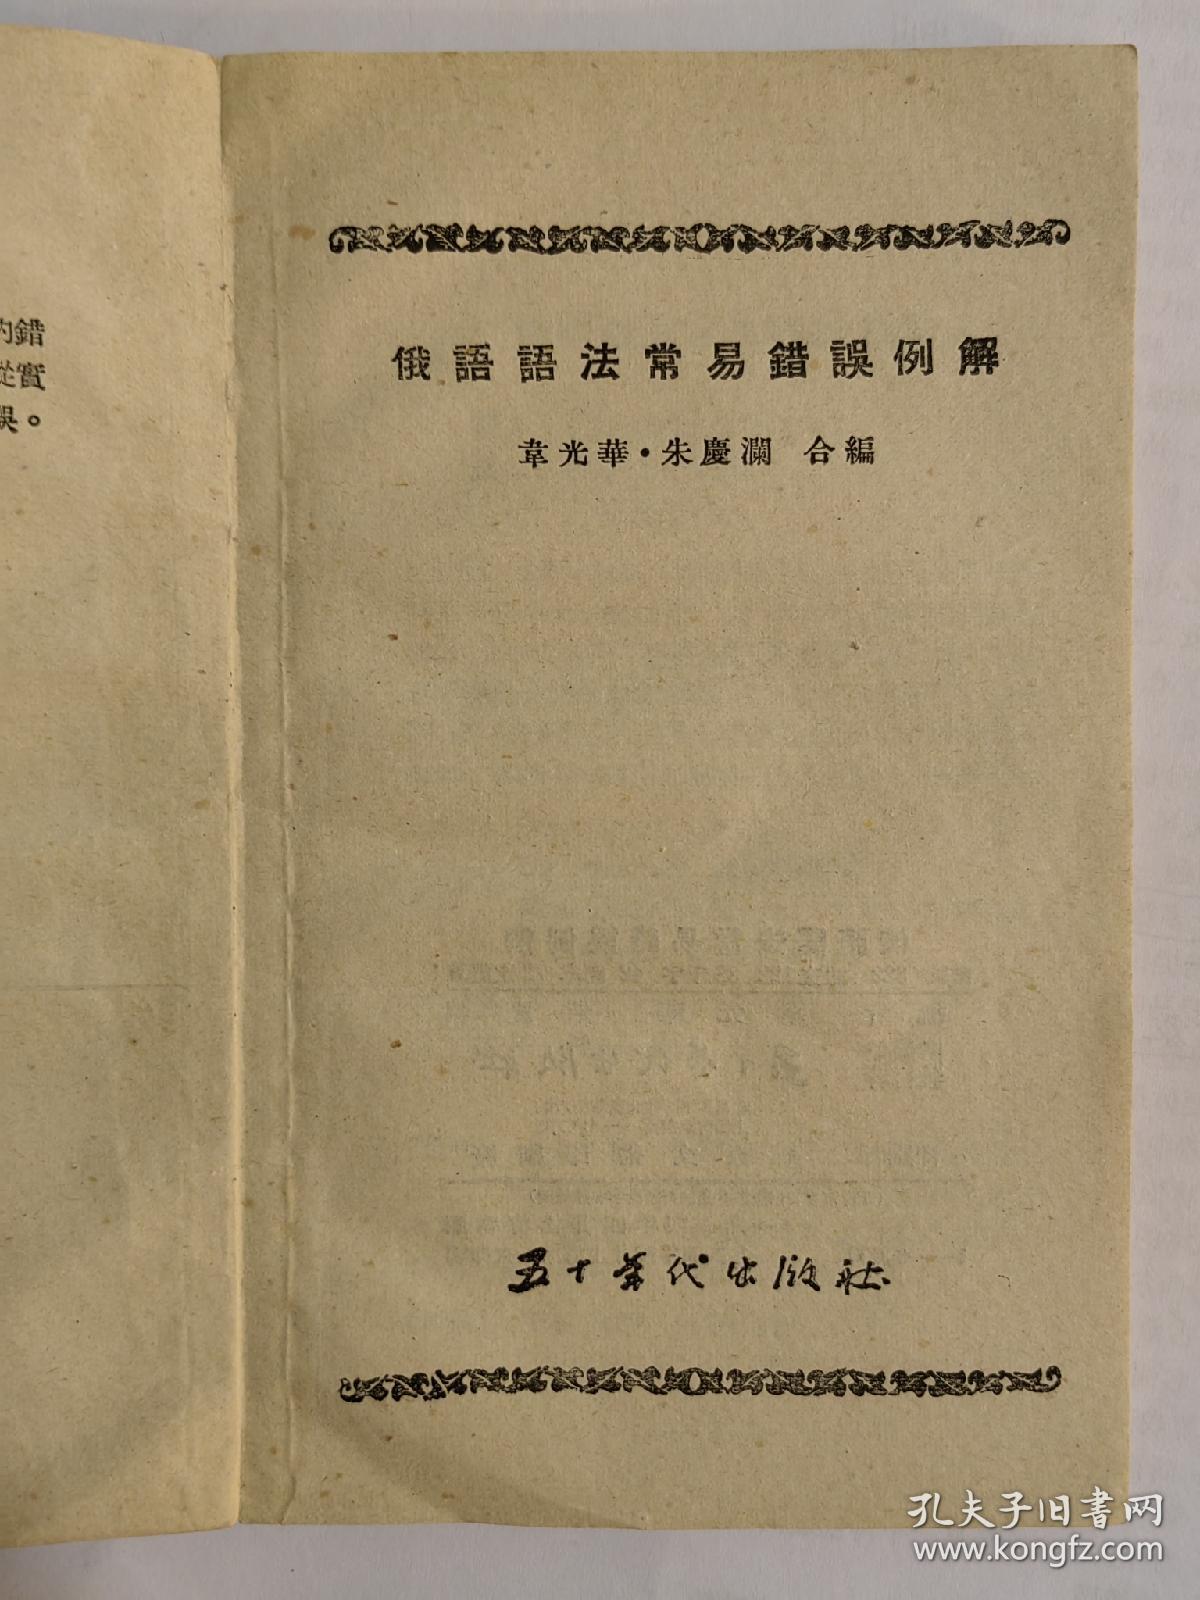 的錯
從實
誤。
俄語語法常易錯誤例解
韋光華·朱慶瀾 合編
五十年代出版社
孔夫子旧书网
www.kongfz.com